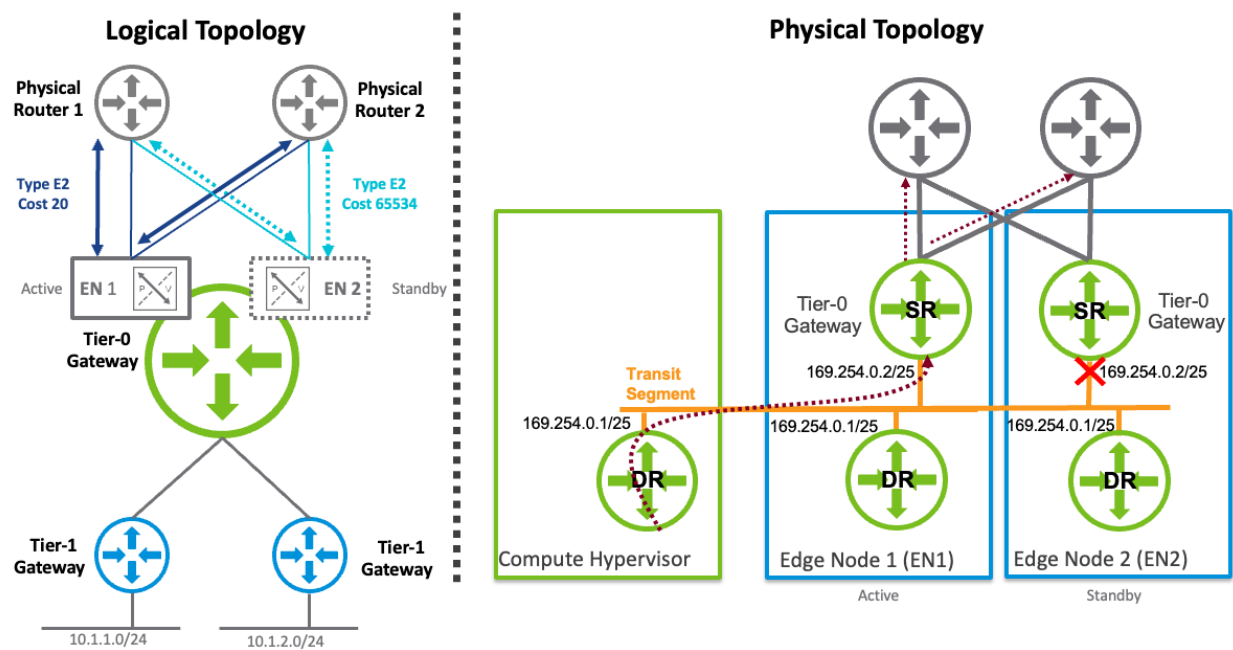 Logical Topology
Physical
Router 1
Physical
Router 2
Type E2
Cost 20
Type E2
Cost 65534
Active
EN 1
P
V
P
V
EN 2
Standby
Tier-0
Gateway
Tier-1
Gateway
Tier-1
Gateway
10.1.1.0/24
10.1.2.0/24
Physical Topology
Tier-0
Gateway
SR
SR
Tier-0
Gateway
169.254.0.2/25
169.254.0.2/25
Transit
Segment
169.254.0.1/25
169.254.0.1/25
169.254.0.1/25
DR
DR
DR
Compute Hypervisor
Edge Node 1 (EN1)
Edge Node 2 (EN2)
Active
Standby